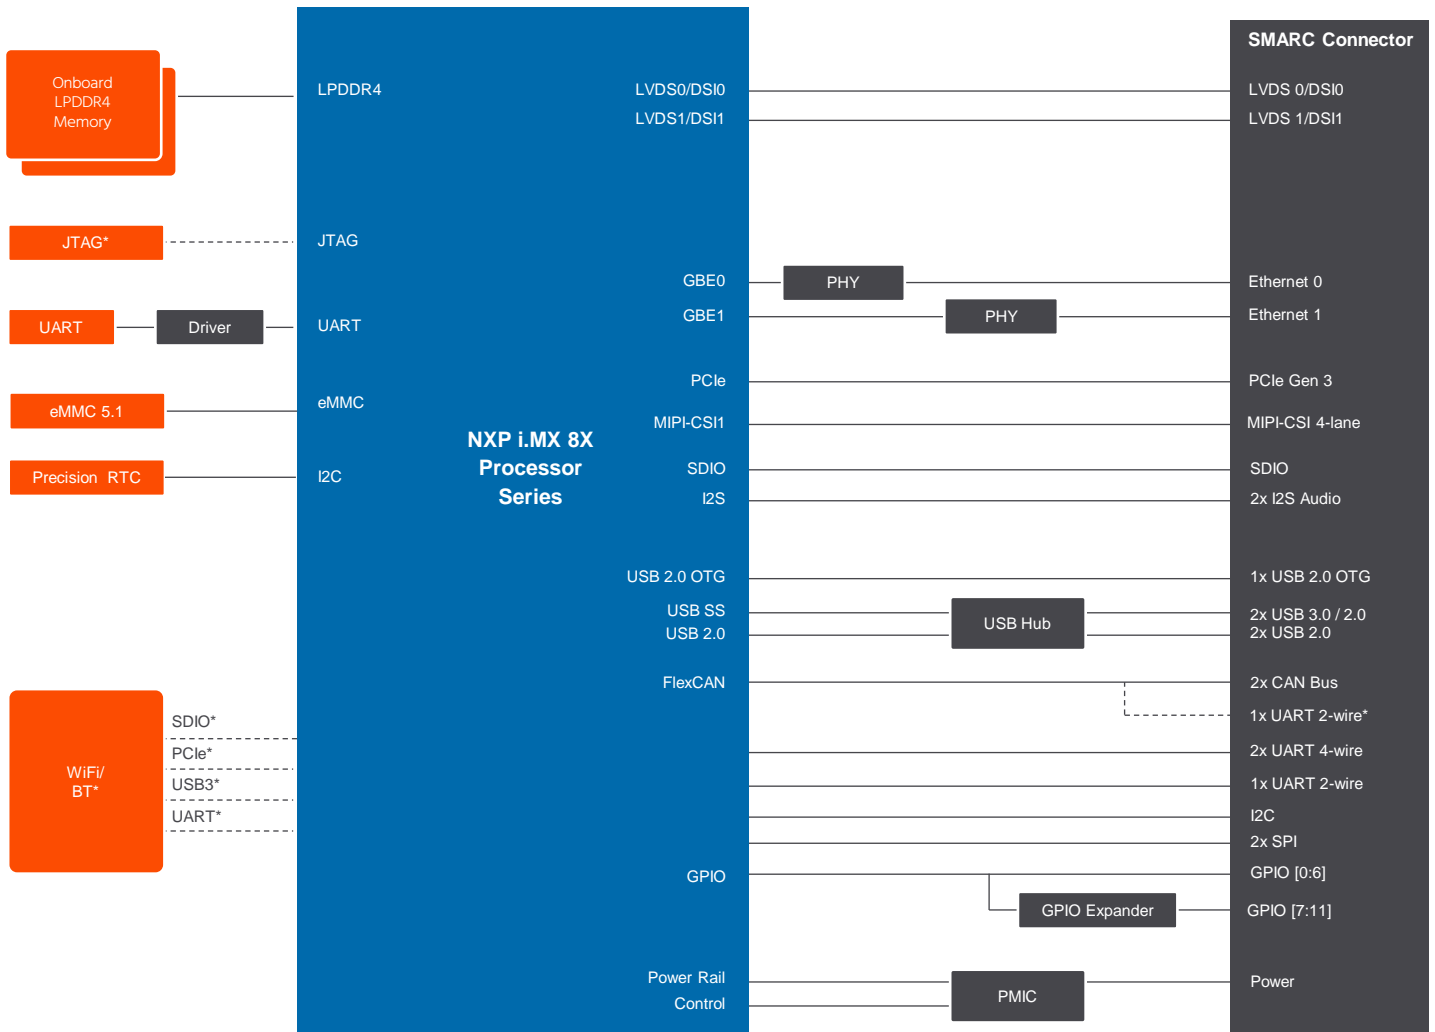 Onboard
LPDDR4
Memory
JTAG*
UART
Driver
eMMC 5.1
Precision RTC
WiFi/
BT*
SDIO*
PCIe*
USB3*
UART*
LPDDR4
JTAG
UART
eMMC
I2C
NXP i.MX 8X
Processor
Series
LVDS0/DSI0
LVDS1/DSI1
GBE0
GBE1
PCIe
MIPI-CSI1
SDIO
I2S
USB 2.0 OTG
USB SS
USB 2.0
FlexCAN
GPIO
Power Rail
Control
PHY
PHY
USB Hub
GPIO Expander
PMIC
SMARC Connector
LVDS 0/DSI0
LVDS 1/DSI1
Ethernet 0
Ethernet 1
PCIe Gen 3
MIPI-CSI 4-lane
SDIO
2x I2S Audio
1x USB 2.0 OTG
2x USB 3.0 / 2.0
2x USB 2.0
2x CAN Bus
1x UART 2-wire*
2x UART 4-wire
1x UART 2-wire
I2C
2x SPI
GPIO [0:6]
GPIO [7:11]
Power